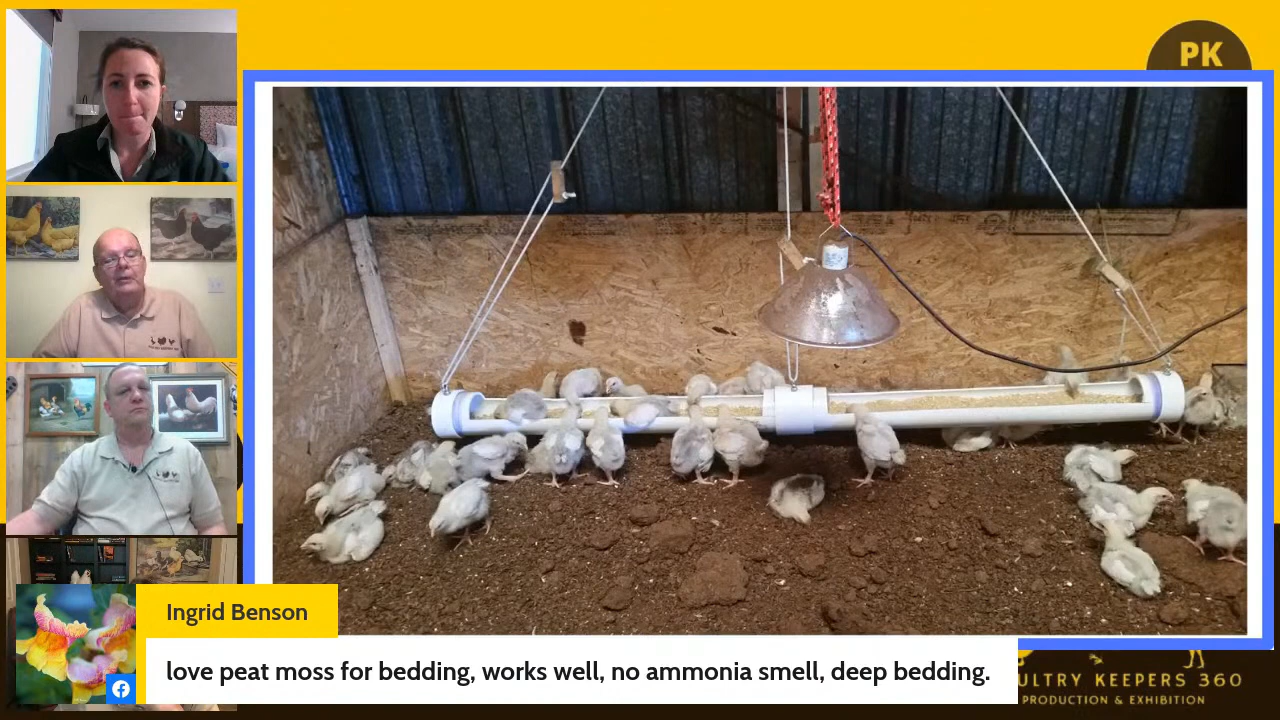 PK
Ingrid Benson
love peat moss for bedding, works well, no ammonia smell, deep bedding.
ULTRY KEEPERS 360
PRODUCTION & EXHIBITION